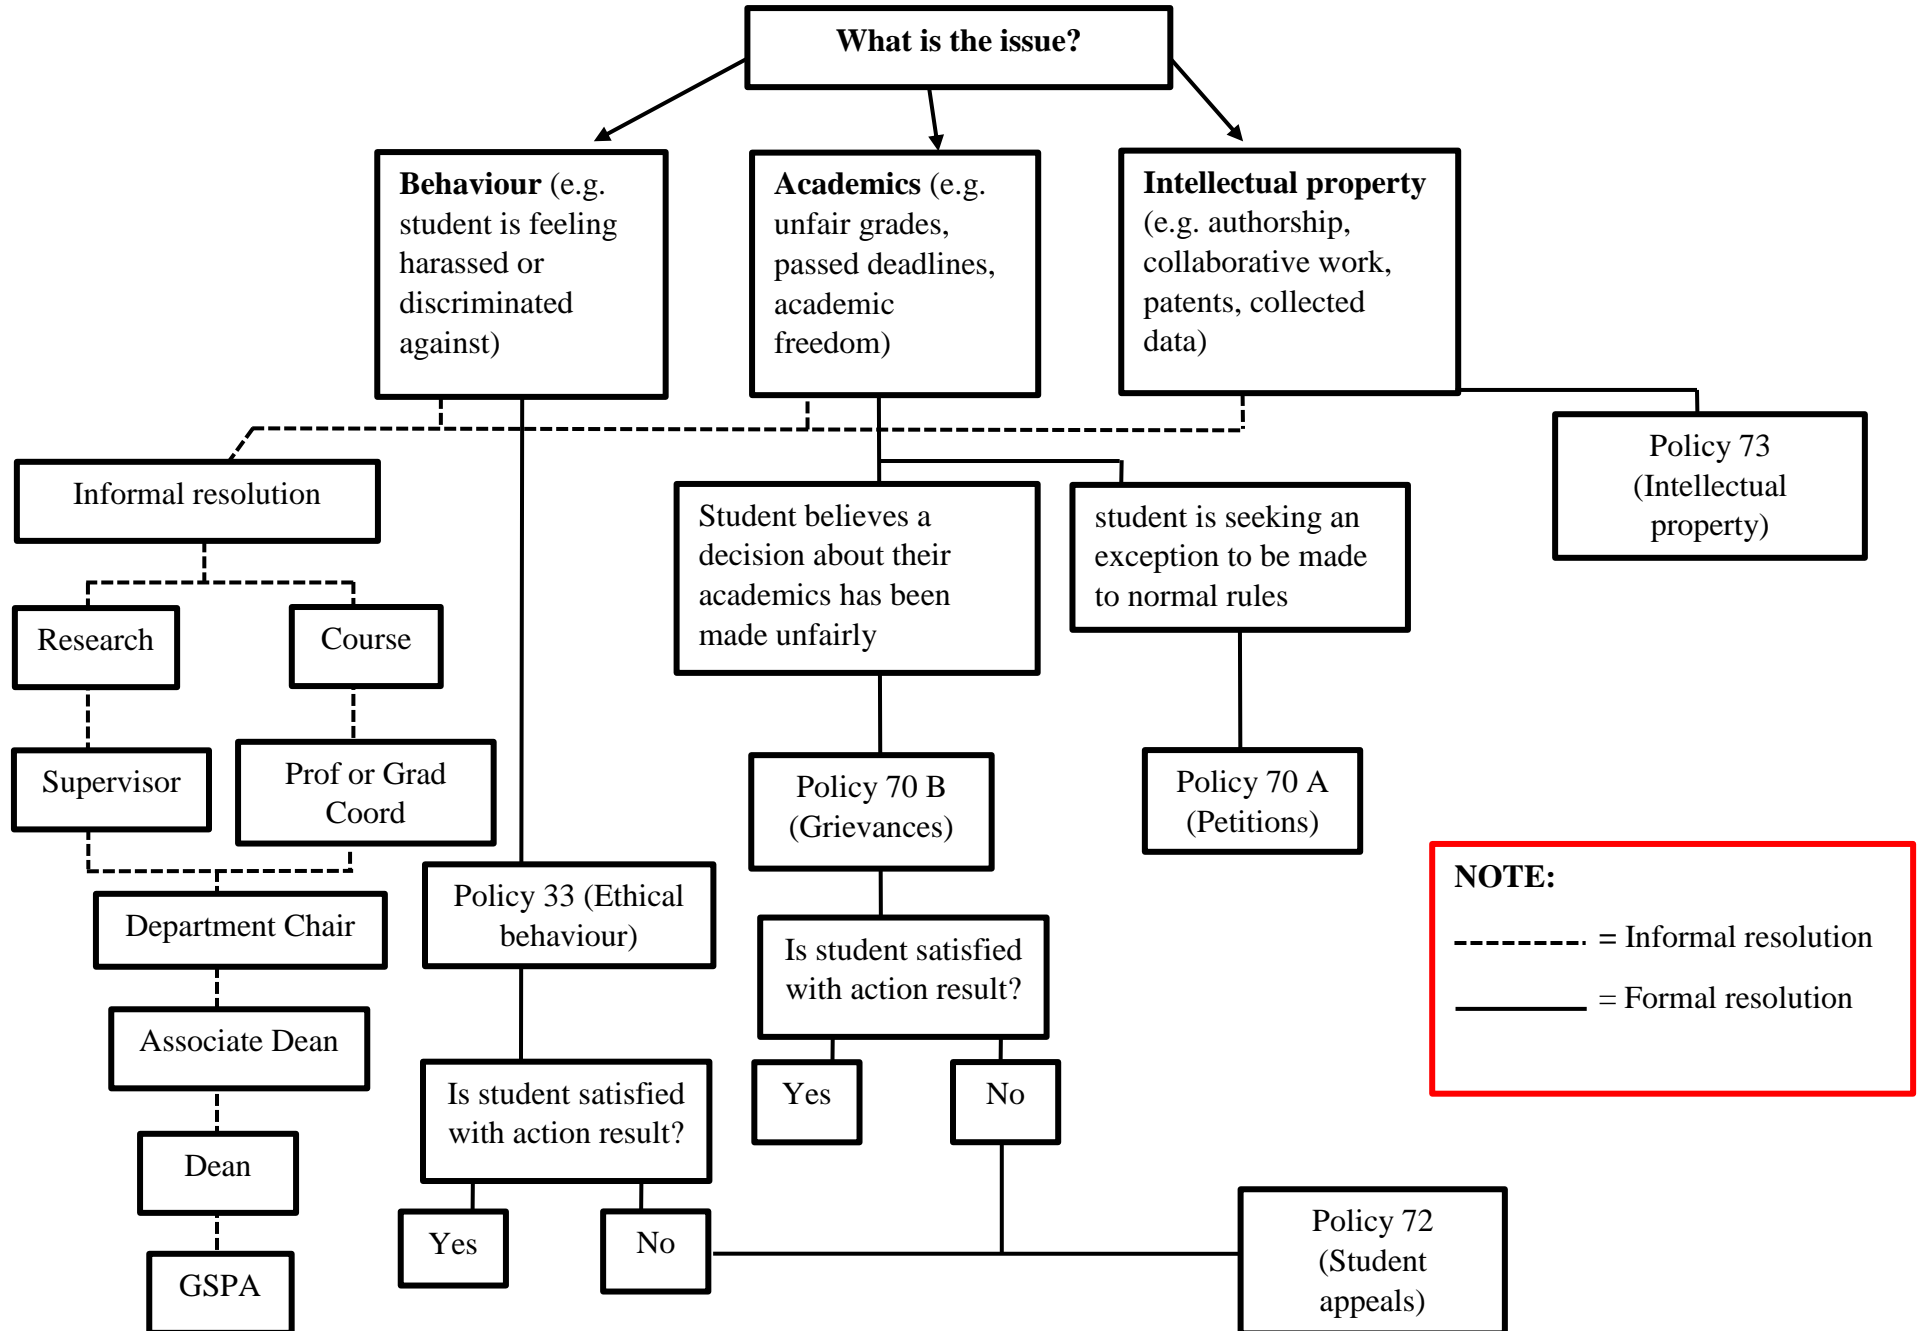 What is the issue?
Behaviour (e.g.
student is feeling
harassed or
discriminated
against)
Academics (e.g.
unfair grades,
passed deadlines,
academic
freedom)
Intellectual property
(e.g. authorship,
collaborative work,
patents, collected
data)
Policy 73
(Intellectual
property)
Informal resolution
Student believes a
decision about their
academics has been
made unfairly
student is seeking an
exception to be made
to normal rules
Research
Course
Supervisor
Prof or Grad
Coord
Policy 70 B
(Grievances)
Policy 70 A
(Petitions)
Department Chair
Policy 33 (Ethical
behaviour)
Is student satisfied
with action result?
NOTE:
= Informal resolution
= Formal resolution
Associate Dean
Is student satisfied
with action result?
Yes
No
Dean
Yes
No
GSPA
Policy 72
(Student
appeals)